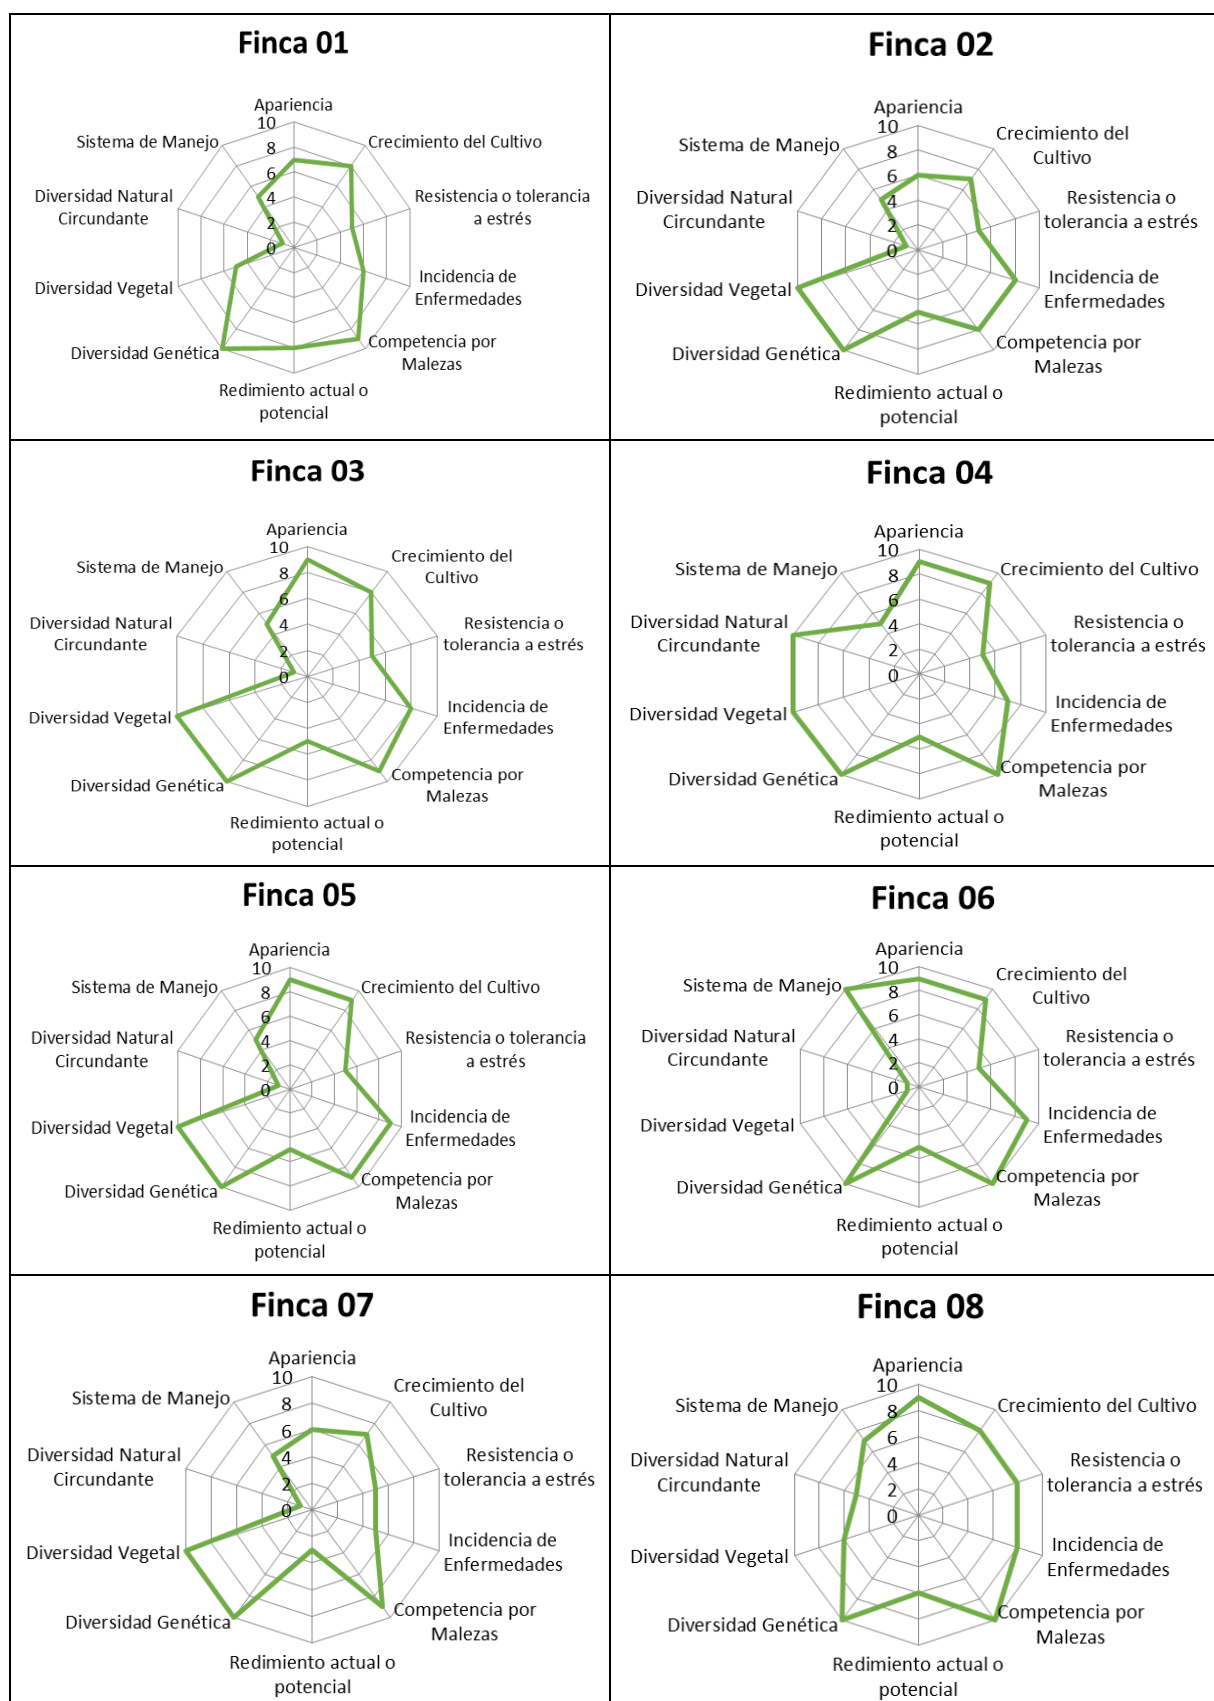 Finca 01
Apariencia
10
8
6
4
2
0
Crecimiento del Cultivo
Resistencia o tolerancia
a estrés
Incidencia de
Enfermedades
Competencia por
Malezas
Redimiento actual o
potencial
Diversidad Genética
Diversidad Vegetal
Diversidad Natural
Circundante
Sistema de Manejo
Finca 02
Apariencia
10
8
6
4
2
0
Crecimiento del
Cultivo
Resistencia o
tolerancia a estrés
Incidencia de
Enfermedades
Competencia por
Malezas
Redimiento actual o
potencial
Diversidad Genética
Diversidad Vegetal
Diversidad Natural
Circundante
Sistema de Manejo
Finca 03
Apariencia
10
8
6
4
2
0
Crecimiento del
Cultivo
Resistencia o
tolerancia a estrés
Incidencia de
Enfermedades
Competencia por
Malezas
Redimiento actual o
potencial
Diversidad Genética
Diversidad Vegetal
Diversidad Natural
Circundante
Sistema de Manejo
Finca 04
Apariencia
10
8
6
4
2
0
Crecimiento del Cultivo
Resistencia o
tolerancia a estrés
Incidencia de
Enfermedades
Competencia por
Malezas
Redimiento actual o
potencial
Diversidad Genética
Diversidad Vegetal
Diversidad Natural
Circundante
Sistema de Manejo
Finca 05
Apariencia
10
8
6
4
2
0
Crecimiento del Cultivo
Resistencia o tolerancia
a estrés
Incidencia de
Enfermedades
Competencia por
Malezas
Redimiento actual o
potencial
Diversidad Genética
Diversidad Vegetal
Diversidad Natural
Circundante
Sistema de Manejo
Finca 06
Apariencia
10
8
6
4
2
0
Crecimiento del
Cultivo
Resistencia o
tolerancia a estrés
Incidencia de
Enfermedades
Competencia por
Malezas
Redimiento actual o
potencial
Diversidad Genética
Diversidad Vegetal
Diversidad Natural
Circundante
Sistema de Manejo
Finca 07
Apariencia
10
8
6
4
2
0
Crecimiento del
Cultivo
Resistencia o
tolerancia a estrés
Incidencia de
Enfermedades
Competencia por
Malezas
Redimiento actual o
potencial
Diversidad Genética
Diversidad Vegetal
Diversidad Natural
Circundante
Sistema de Manejo
Finca 08
Apariencia
10
8
6
4
2
0
Crecimiento del Cultivo
Resistencia o
tolerancia a estrés
Incidencia de
Enfermedades
Competencia por
Malezas
Redimiento actual o
potencial
Diversidad Genética
Diversidad Vegetal
Diversidad Natural
Circundante
Sistema de Manejo